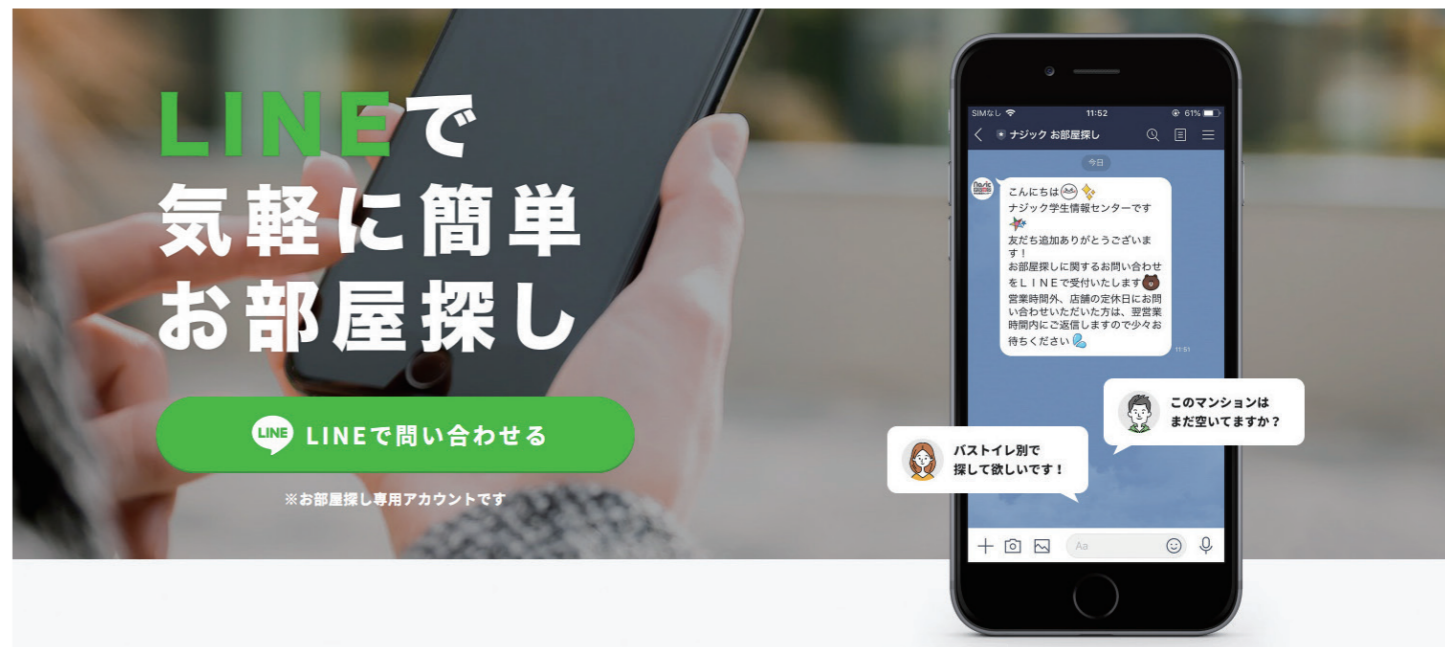 LINEで
気軽に簡単
お部屋探し
LINE LINEで問い合わせる
※お部屋探し専用アカウントです
SIMなし 11:52 61%
ナジック お部屋探し
今日
こんにちは
ナジック学生情報センターです
友だち追加ありがとうございま
す！
お部屋探しに関するお問い合わせ
をＬＩＮＥで受付いたします
営業時間外、店舗の定休日にお問
い合わせいただいた方は、翌営業
時間内にご返信しますので少々お
待ちください
11:51
このマンションは
まだ空いてますか？
バストイレ別で
探して欲しいです！
Aa